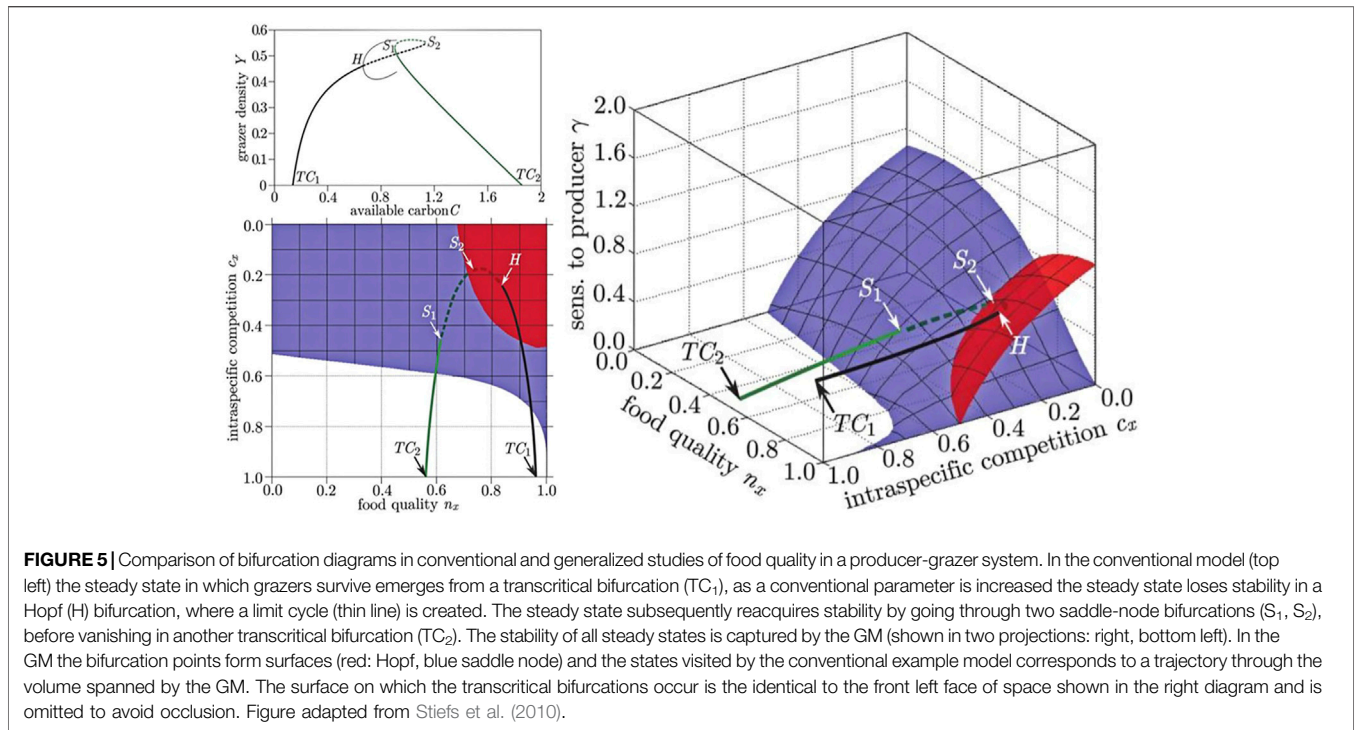 0.6
0.5
0.4
0.3
0.2
0.1
0
grazer density Y
S1
S2
H
TC1
TC2
0 0.4 0.8 1.2 1.6 2
available carbon C
0.0
0.2
0.4
0.6
0.8
1.0
intraspecific competition cx
S2
H
S1
TC2
TC1
0.0 0.2 0.4 0.6 0.8 1.0
food quality nx
2.0
1.6
1.2
0.8
0.4
0.0
sens. to producer γ
S2
S1
H
TC2
TC1
0.0
0.2
0.4
0.6
0.8
1.0
food quality nx
1.0
0.8
0.6
0.4
0.2
0.0
intraspecific competition cx
FIGURE 5 | Comparison of bifurcation diagrams in conventional and generalized studies of food quality in a producer-grazer system. In the conventional model (top
left) the steady state in which grazers survive emerges from a transcritical bifurcation (TC1), as a conventional parameter is increased the steady state loses stability in a
Hopf (H) bifurcation, where a limit cycle (thin line) is created. The steady state subsequently reacquires stability by going through two saddle-node bifurcations (S1, S2),
before vanishing in another transcritical bifurcation (TC2). The stability of all steady states is captured by the GM (shown in two projections: right, bottom left). In the
GM the bifurcation points form surfaces (red: Hopf, blue saddle node) and the states visited by the conventional example model corresponds to a trajectory through the
volume spanned by the GM. The surface on which the transcritical bifurcations occur is the identical to the front left face of space shown in the right diagram and is
omitted to avoid occlusion. Figure adapted from Stiefs et al. (2010).